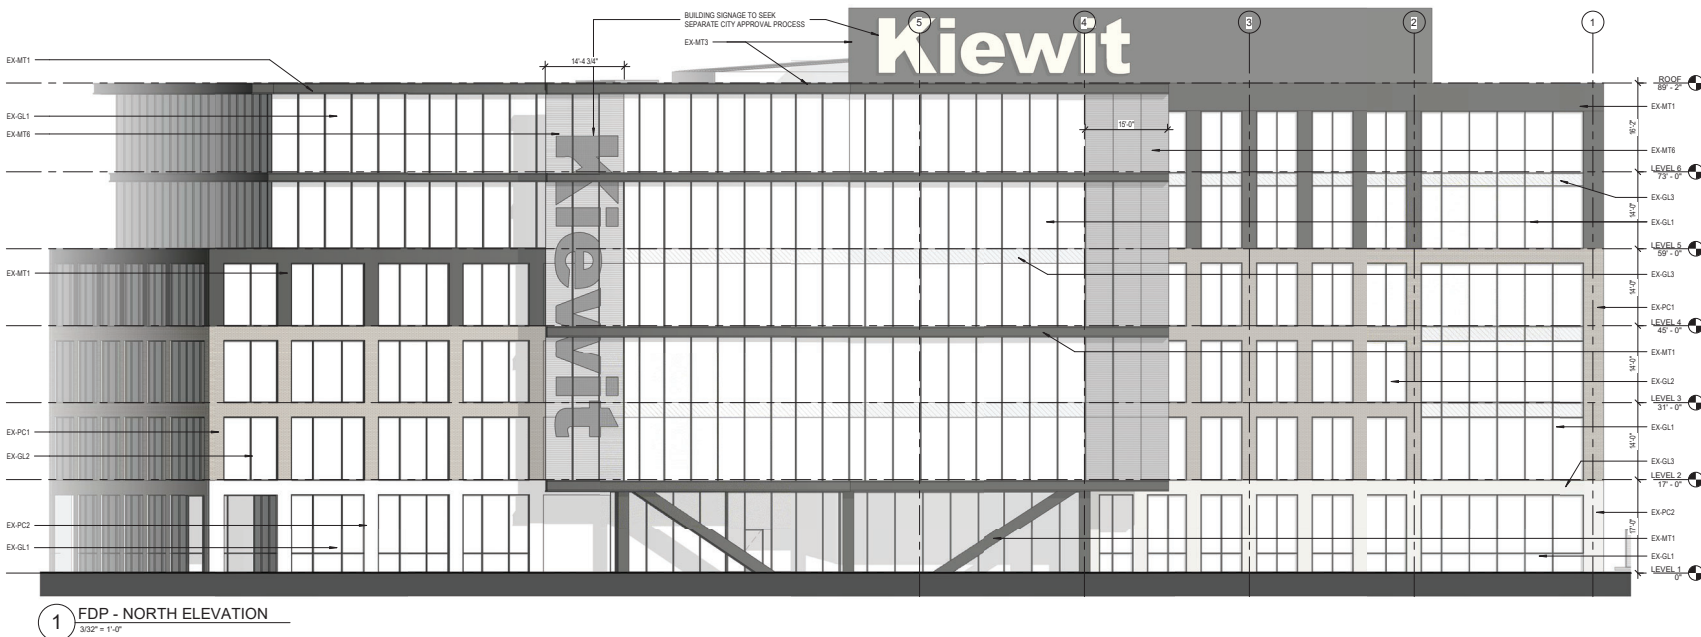 BUILDING SIGNAGE TO SEEK
SEPARATE CITY APPROVAL PROCESS
EX-MT3
Kiewit
5
4
3
2
1
EX-MT1
EX-GL1
EX-MT6
EX-MT1
EX-PC1
EX-GL2
EX-PC2
EX-GL1
14'-4 3/4"
15'-0"
Kiewit
ROOF
89' - 2"
EX-MT1
16'-2"
EX-MT6
LEVEL 6
73' - 0"
EX-GL3
14'-0"
EX-GL1
LEVEL 5
59' - 0"
EX-GL3
14'-0"
EX-PC1
LEVEL 4
45' - 0"
EX-MT1
14'-0"
EX-GL2
LEVEL 3
31' - 0"
EX-GL1
14'-0"
EX-GL3
LEVEL 2
17' - 0"
EX-PC2
17'-0"
EX-MT1
EX-GL1
LEVEL 1
0"
1
FDP - NORTH ELEVATION
3/32" = 1'-0"